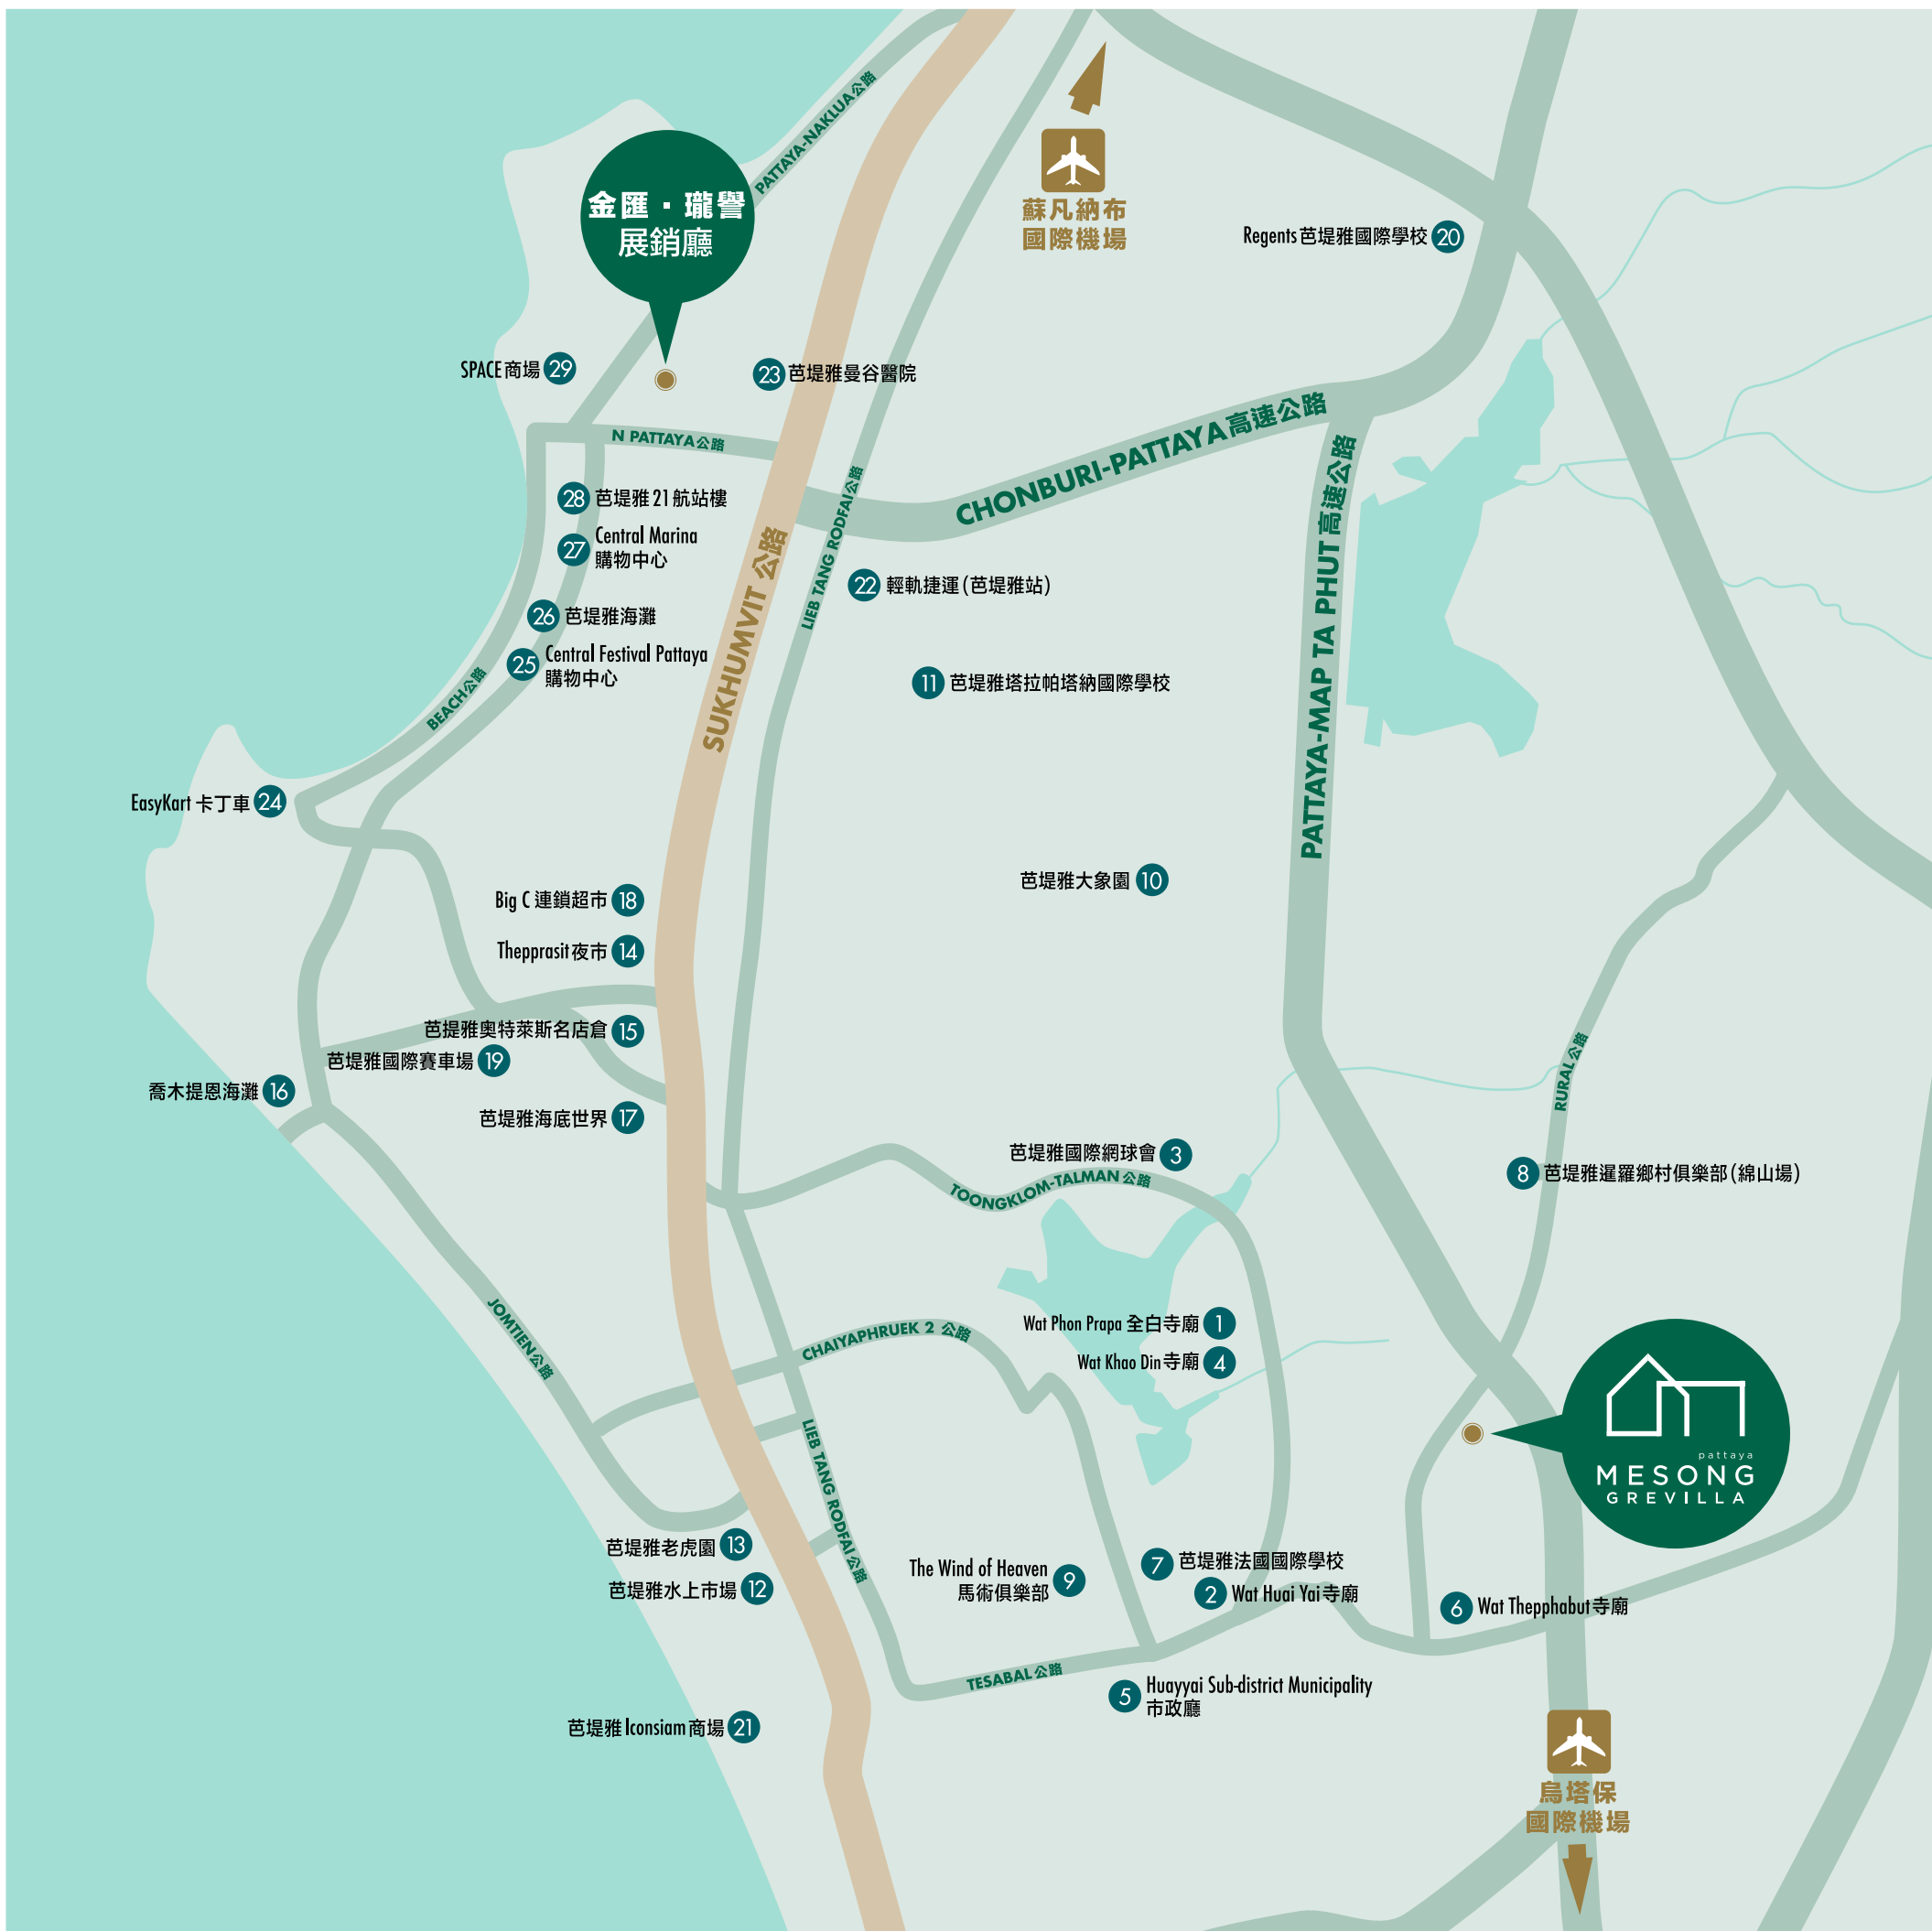 PATTAYA-NAKLUA公路
金匯・瓏譽
展銷廳
蘇凡納布
國際機場
Regents芭堤雅國際學校 20
SPACE商場 29
23 芭堤雅曼谷醫院
N PATTAYA公路
CHONBURI-PATTAYA高速公路
LIEB TANG RODFAI公路
PATTAYA-MAP TA PHUT高速公路
28 芭堤雅21航站樓
27 Central Marina
購物中心
SUKHUMVIT 公路
22 輕軌捷運(芭堤雅站)
26 芭堤雅海灘
25 Central Festival Pattaya
購物中心
BEACH公路
11 芭堤雅塔拉帕塔納國際學校
EasyKart 卡丁車 24
芭堤雅大象園 10
Big C 連鎖超市 18
Thepprasit夜市 14
芭提雅奧特萊斯名店倉 15
芭堤雅國際賽車場 19
喬木提恩海灘 16
芭堤雅海底世界 17
RURAL公路
芭堤雅國際網球會 3
TOONGKLOM-TALMAN公路
8 芭堤雅暹羅鄉村俱樂部(綿山場)
JOMTIEN公路
CHAIYAPHRUEK 2 公路
Wat Phon Prapa 全白寺廟 1
Wat Khao Din寺廟 4
pattaya
MESONG
GREVILLA
LIEB TANG RODFAI公路
芭堤雅老虎園 13
芭堤雅水上市場 12
The Wind of Heaven
馬術俱樂部 9
7 芭堤雅法國國際學校
2 Wat Huai Yai寺廟
6 Wat Thepphabut寺廟
TESABAL公路
5 Huayyai Sub-district Municipality
市政廳
芭堤雅Iconsiam商場 21
烏塔保
國際機場